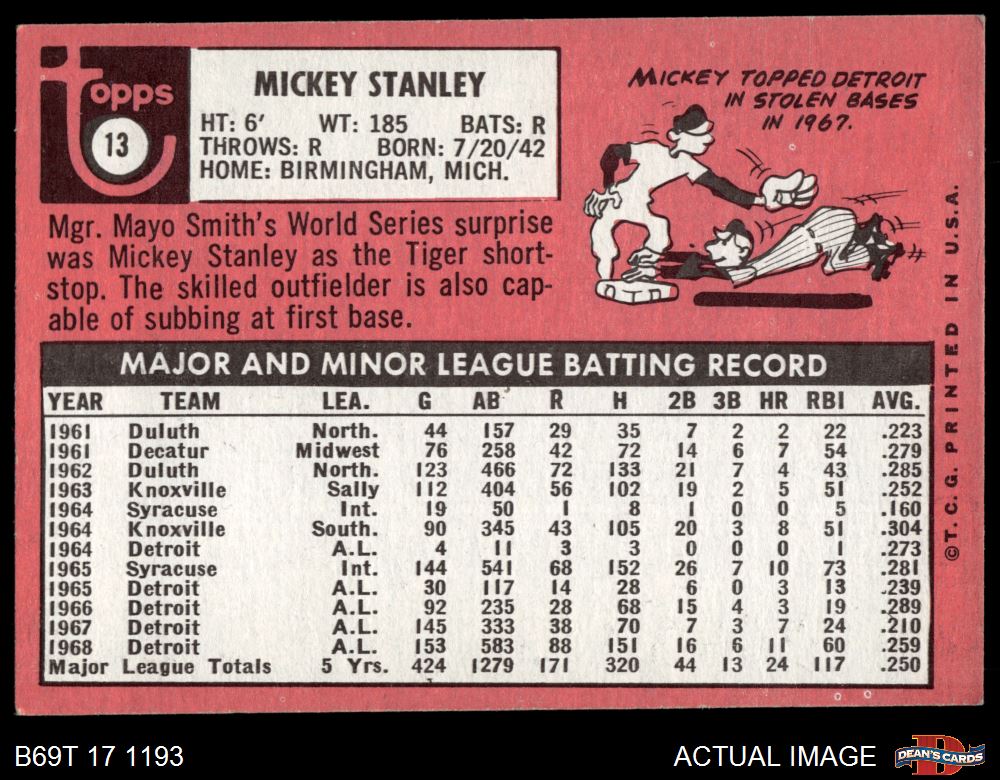 topps
13
MICKEY STANLEY
HT: 6' WT: 185 BATS: R
THROWS: R BORN: 7/20/42
HOME: BIRMINGHAM, MICH.
MICKEY TOPPED DETROIT
IN STOLEN BASES
IN 1967.
Mgr. Mayo Smith's World Series surprise
was Mickey Stanley as the Tiger short-
stop. The skilled outfielder is also cap-
able of subbing at first base.
MAJOR AND MINOR LEAGUE BATTING RECORD
YEAR TEAM LEA. G AB R H 2B 3B HR RBI AVG.
1961 Duluth North. 44 157 29 35 7 2 2 22 .223
1961 Decatur Midwest 76 258 42 72 14 6 7 54 .279
1962 Duluth North. 123 466 72 133 21 7 4 43 .285
1963 Knoxville Sally 112 404 56 102 19 2 5 51 .252
1964 Syracuse Int. 19 50 1 8 1 0 0 5 .160
1964 Knoxville South. 90 345 43 105 20 3 8 51 .304
1964 Detroit A.L. 4 11 3 3 0 0 0 1 .273
1965 Syracuse Int. 144 541 68 152 26 7 10 73 .281
1965 Detroit A.L. 30 117 14 28 6 0 3 13 .239
1966 Detroit A.L. 92 235 28 68 15 4 3 19 .289
1967 Detroit A.L. 145 333 38 70 7 3 7 24 .210
1968 Detroit A.L. 153 583 88 151 16 6 11 60 .259
Major League Totals 5 Yrs. 424 1279 171 320 44 13 24 117 .250
©T. C. G. PRINTED IN U.S.A.
B69T 17 1193
ACTUAL IMAGE
D
DEAN'S CARDS